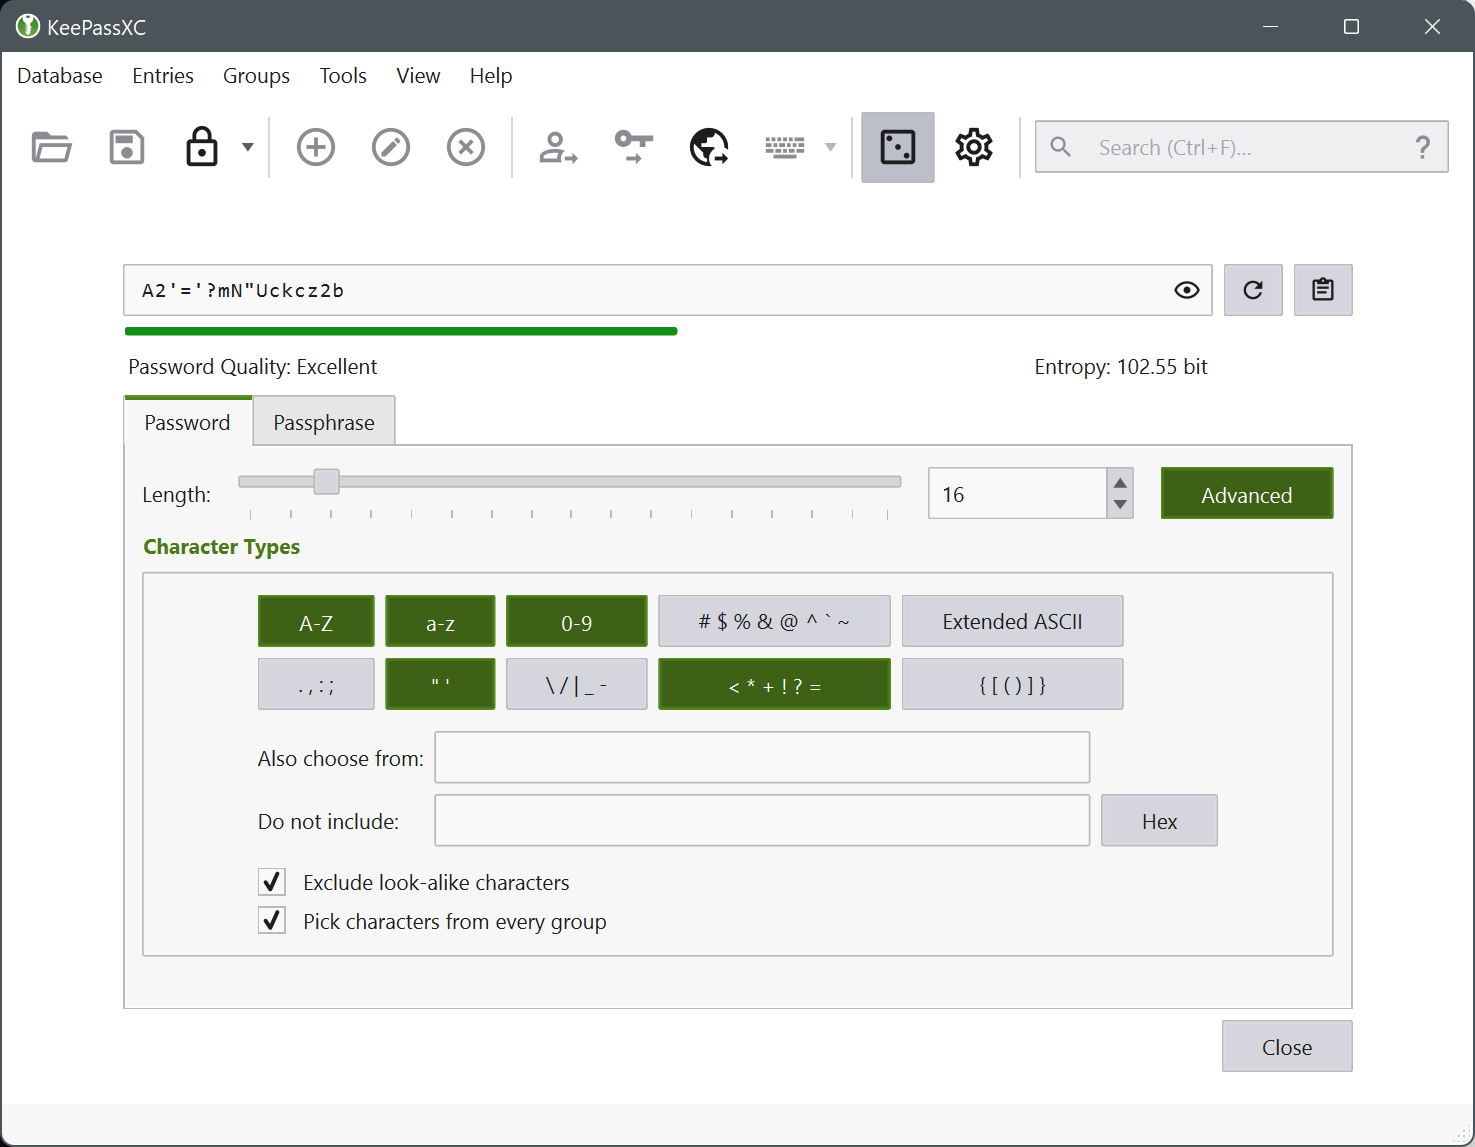 KeePassXC
Database Entries Groups Tools View Help
Search (Ctrl+F)... ?
A2'='?mN"Uckcz2b
Password Quality: Excellent Entropy: 102.55 bit
Password Passphrase
Length: 16 Advanced
Character Types
A-Z a-z 0-9 # $ % & @ ^ ` ~ Extended ASCII
. , : ; " ' \ / | _ - < * + ! ? = { [ ( ) ] }
Also choose from:
Do not include: Hex
Exclude look-alike characters
Pick characters from every group
Close